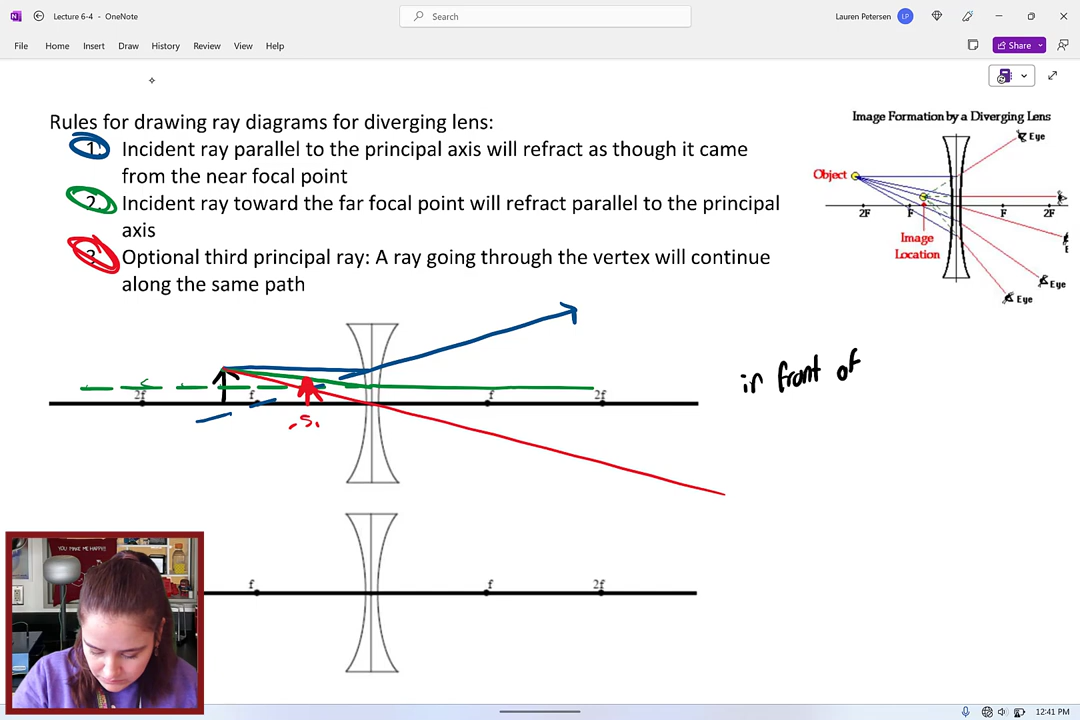 Lecture 6-4 - OneNote
Search
Lauren Petersen
LP
File Home Insert Draw History Review View Help
Share
Rules for drawing ray diagrams for diverging lens:
1. Incident ray parallel to the principal axis will refract as though it came
from the near focal point
2. Incident ray toward the far focal point will refract parallel to the principal
axis
3. Optional third principal ray: A ray going through the vertex will continue
along the same path
Image Formation by a Diverging Lens
Eye
Object
2F F F 2F
Image
Location
Eye
Eye
2f f f 2f
-S.
in front of
YOU MAKE ME HAPPY
f f 2f
12:41 PM